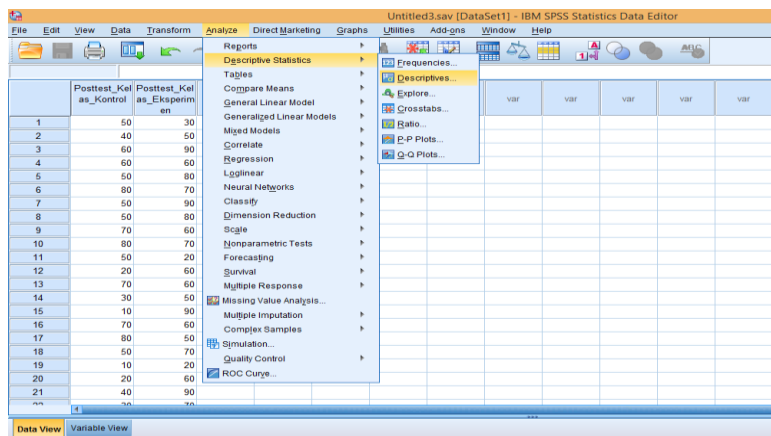 Untitled3.sav [DataSet1] - IBM SPSS Statistics Data Editor
File Edit View Data Transform Analyze Direct Marketing Graphs Utilities Add-ons Window Help
Reports
Descriptive Statistics
Tables
Compare Means
General Linear Model
Generalized Linear Models
Mixed Models
Correlate
Regression
Loglinear
Neural Networks
Classify
Dimension Reduction
Scale
Nonparametric Tests
Forecasting
Survival
Multiple Response
Missing Value Analysis...
Multiple Imputation
Complex Samples
Simulation...
Quality Control
ROC Curve...
Frequencies...
Descriptives...
Explore...
Crosstabs...
Ratio...
P-P Plots...
Q-Q Plots...
Posttest_Kel
as_Kontrol
Posttest_Kel
as_Eksperim
en
var var var var
1 50 30
2 40 50
3 60 90
4 60 60
5 50 80
6 80 70
7 50 90
8 50 80
9 70 60
10 80 70
11 50 20
12 20 60
13 70 60
14 30 50
15 10 90
16 70 60
17 80 50
18 50 70
19 10 20
20 20 60
21 40 90
Data View Variable View